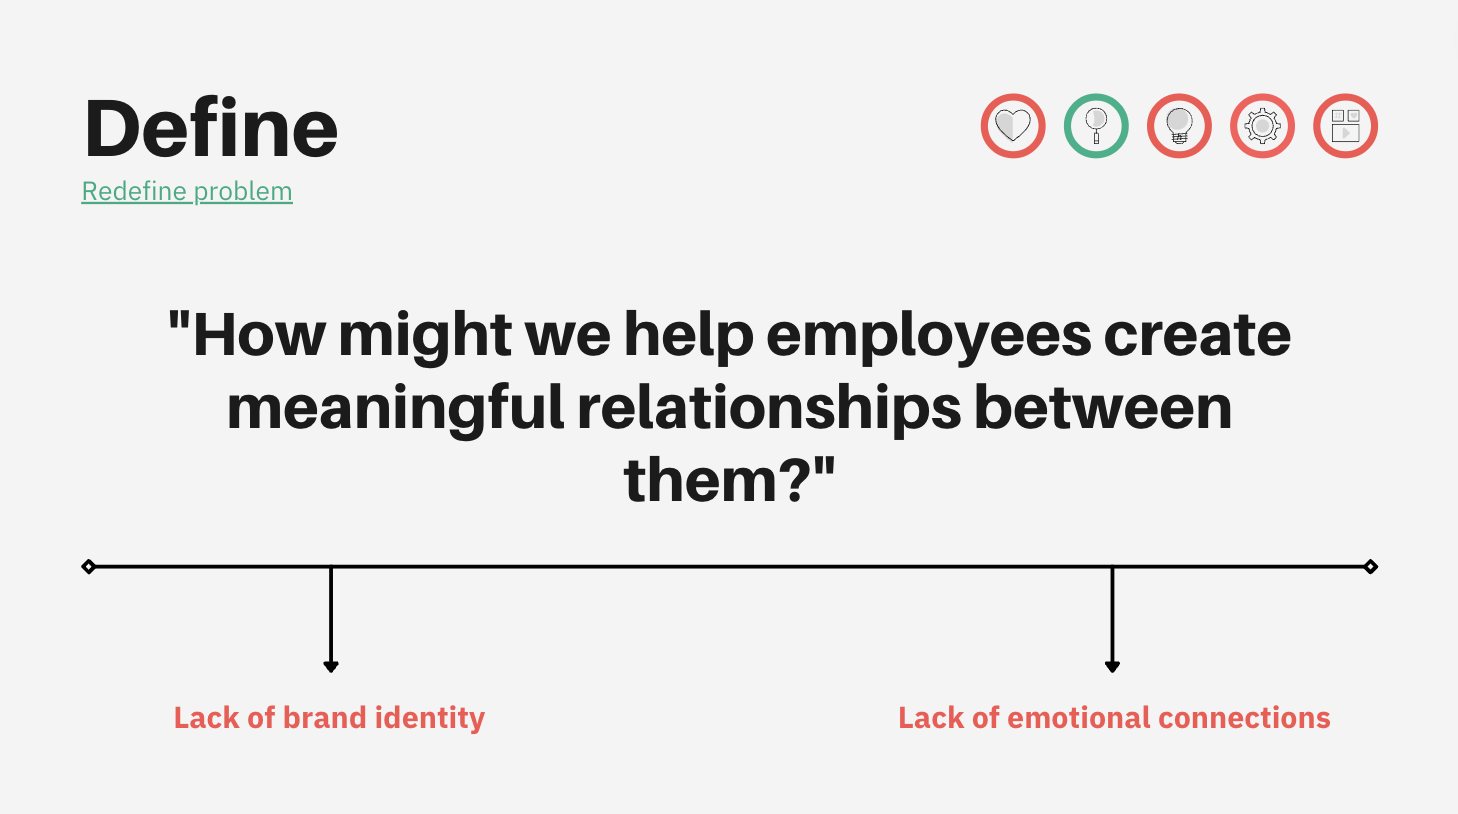 Define
Redefine problem
"How might we help employees create
meaningful relationships between
them?"
Lack of brand identity
Lack of emotional connections